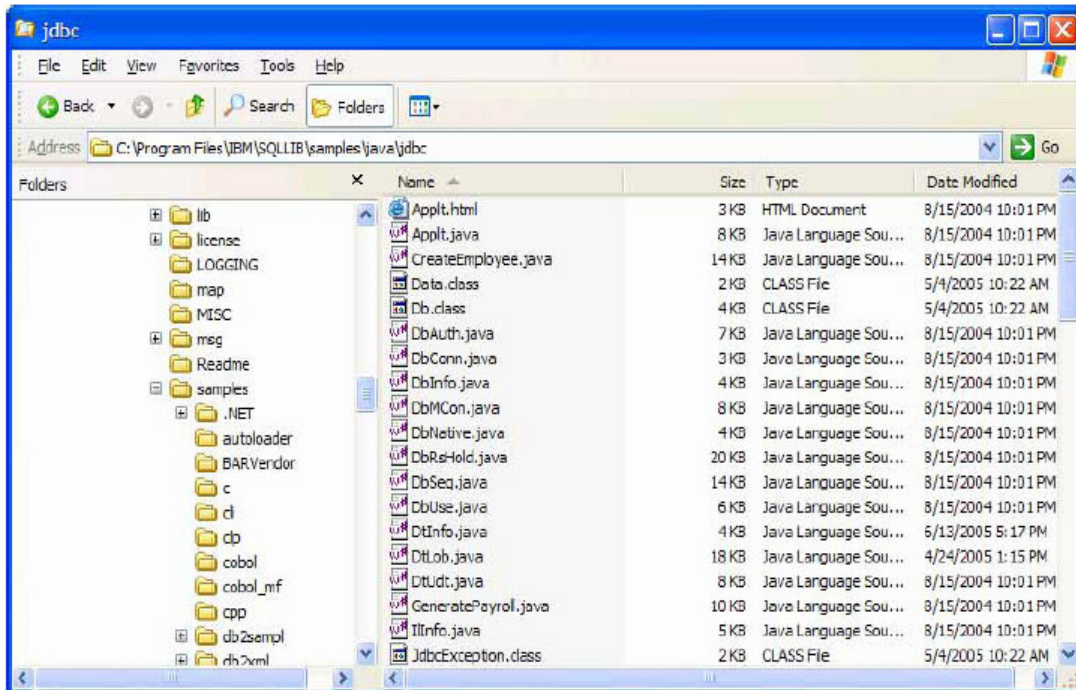 jdbc
File Edit View Favorites Tools Help
Back Search Folders
Address C:\Program Files\IBM\SQLLIB\samples\java\jdbc Go
Folders
lib
license
LOGGING
map
MISC
msg
Readme
samples
.NET
autoloader
BARVendor
c
cli
clp
cobol
cobol_mf
cpp
db2sampl
db2xml
Name Size Type Date Modified
Applt.html 3 KB HTML Document 8/15/2004 10:01 PM
Applt.java 8 KB Java Language Sou... 8/15/2004 10:01 PM
CreateEmployee.java 14 KB Java Language Sou... 8/15/2004 10:01 PM
Data.class 2 KB CLASS File 5/4/2005 10:22 AM
Db.class 4 KB CLASS File 5/4/2005 10:22 AM
DbAuth.java 7 KB Java Language Sou... 8/15/2004 10:01 PM
DbConn.java 3 KB Java Language Sou... 8/15/2004 10:01 PM
DbInfo.java 4 KB Java Language Sou... 8/15/2004 10:01 PM
DbMCon.java 8 KB Java Language Sou... 8/15/2004 10:01 PM
DbNative.java 4 KB Java Language Sou... 8/15/2004 10:01 PM
DbRsHold.java 20 KB Java Language Sou... 8/15/2004 10:01 PM
DbSeq.java 14 KB Java Language Sou... 8/15/2004 10:01 PM
DbUse.java 6 KB Java Language Sou... 8/15/2004 10:01 PM
DtInfo.java 4 KB Java Language Sou... 6/13/2005 5:17 PM
DtLob.java 18 KB Java Language Sou... 4/24/2005 1:15 PM
DtUdt.java 8 KB Java Language Sou... 8/15/2004 10:01 PM
GeneratePayrol.java 10 KB Java Language Sou... 8/15/2004 10:01 PM
IlInfo.java 5 KB Java Language Sou... 8/15/2004 10:01 PM
JdbcException.class 2 KB CLASS File 5/4/2005 10:22 AM